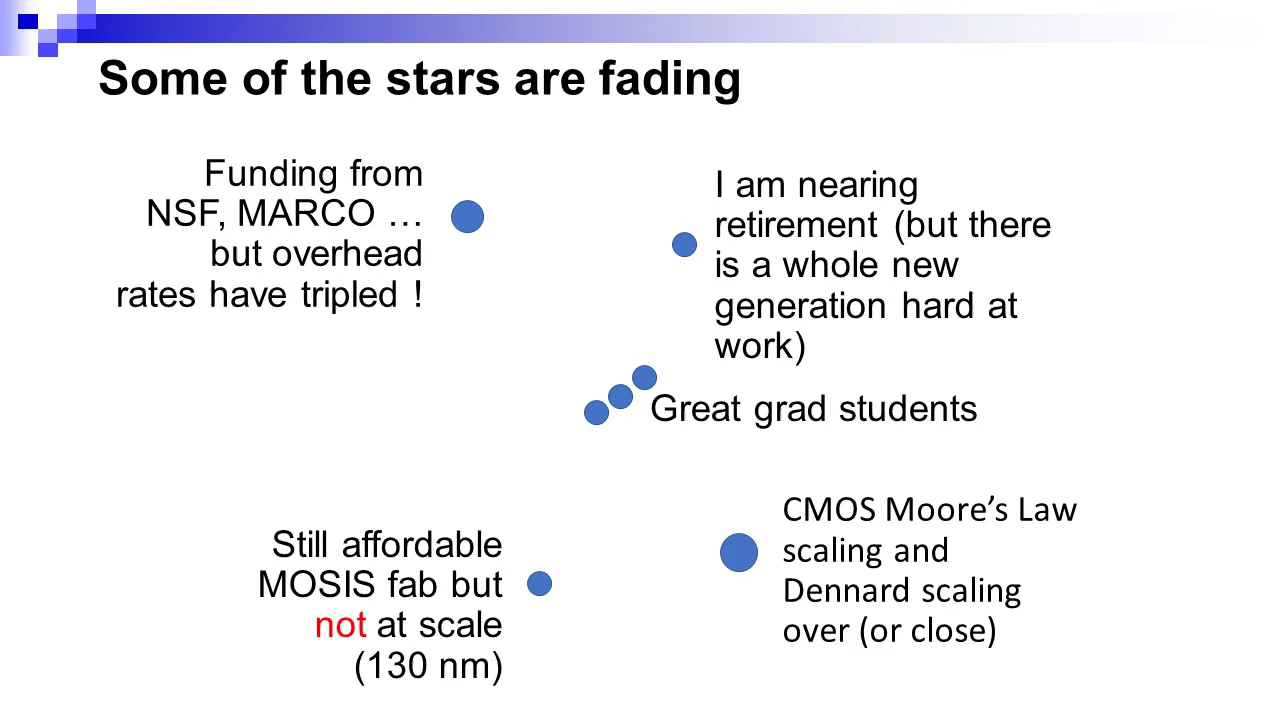 Some of the stars are fading
Funding from
NSF, MARCO …
but overhead
rates have tripled !
I am nearing
retirement (but there
is a whole new
generation hard at
work)
Great grad students
Still affordable
MOSIS fab but
not at scale
(130 nm)
CMOS Moore’s Law
scaling and
Dennard scaling
over (or close)